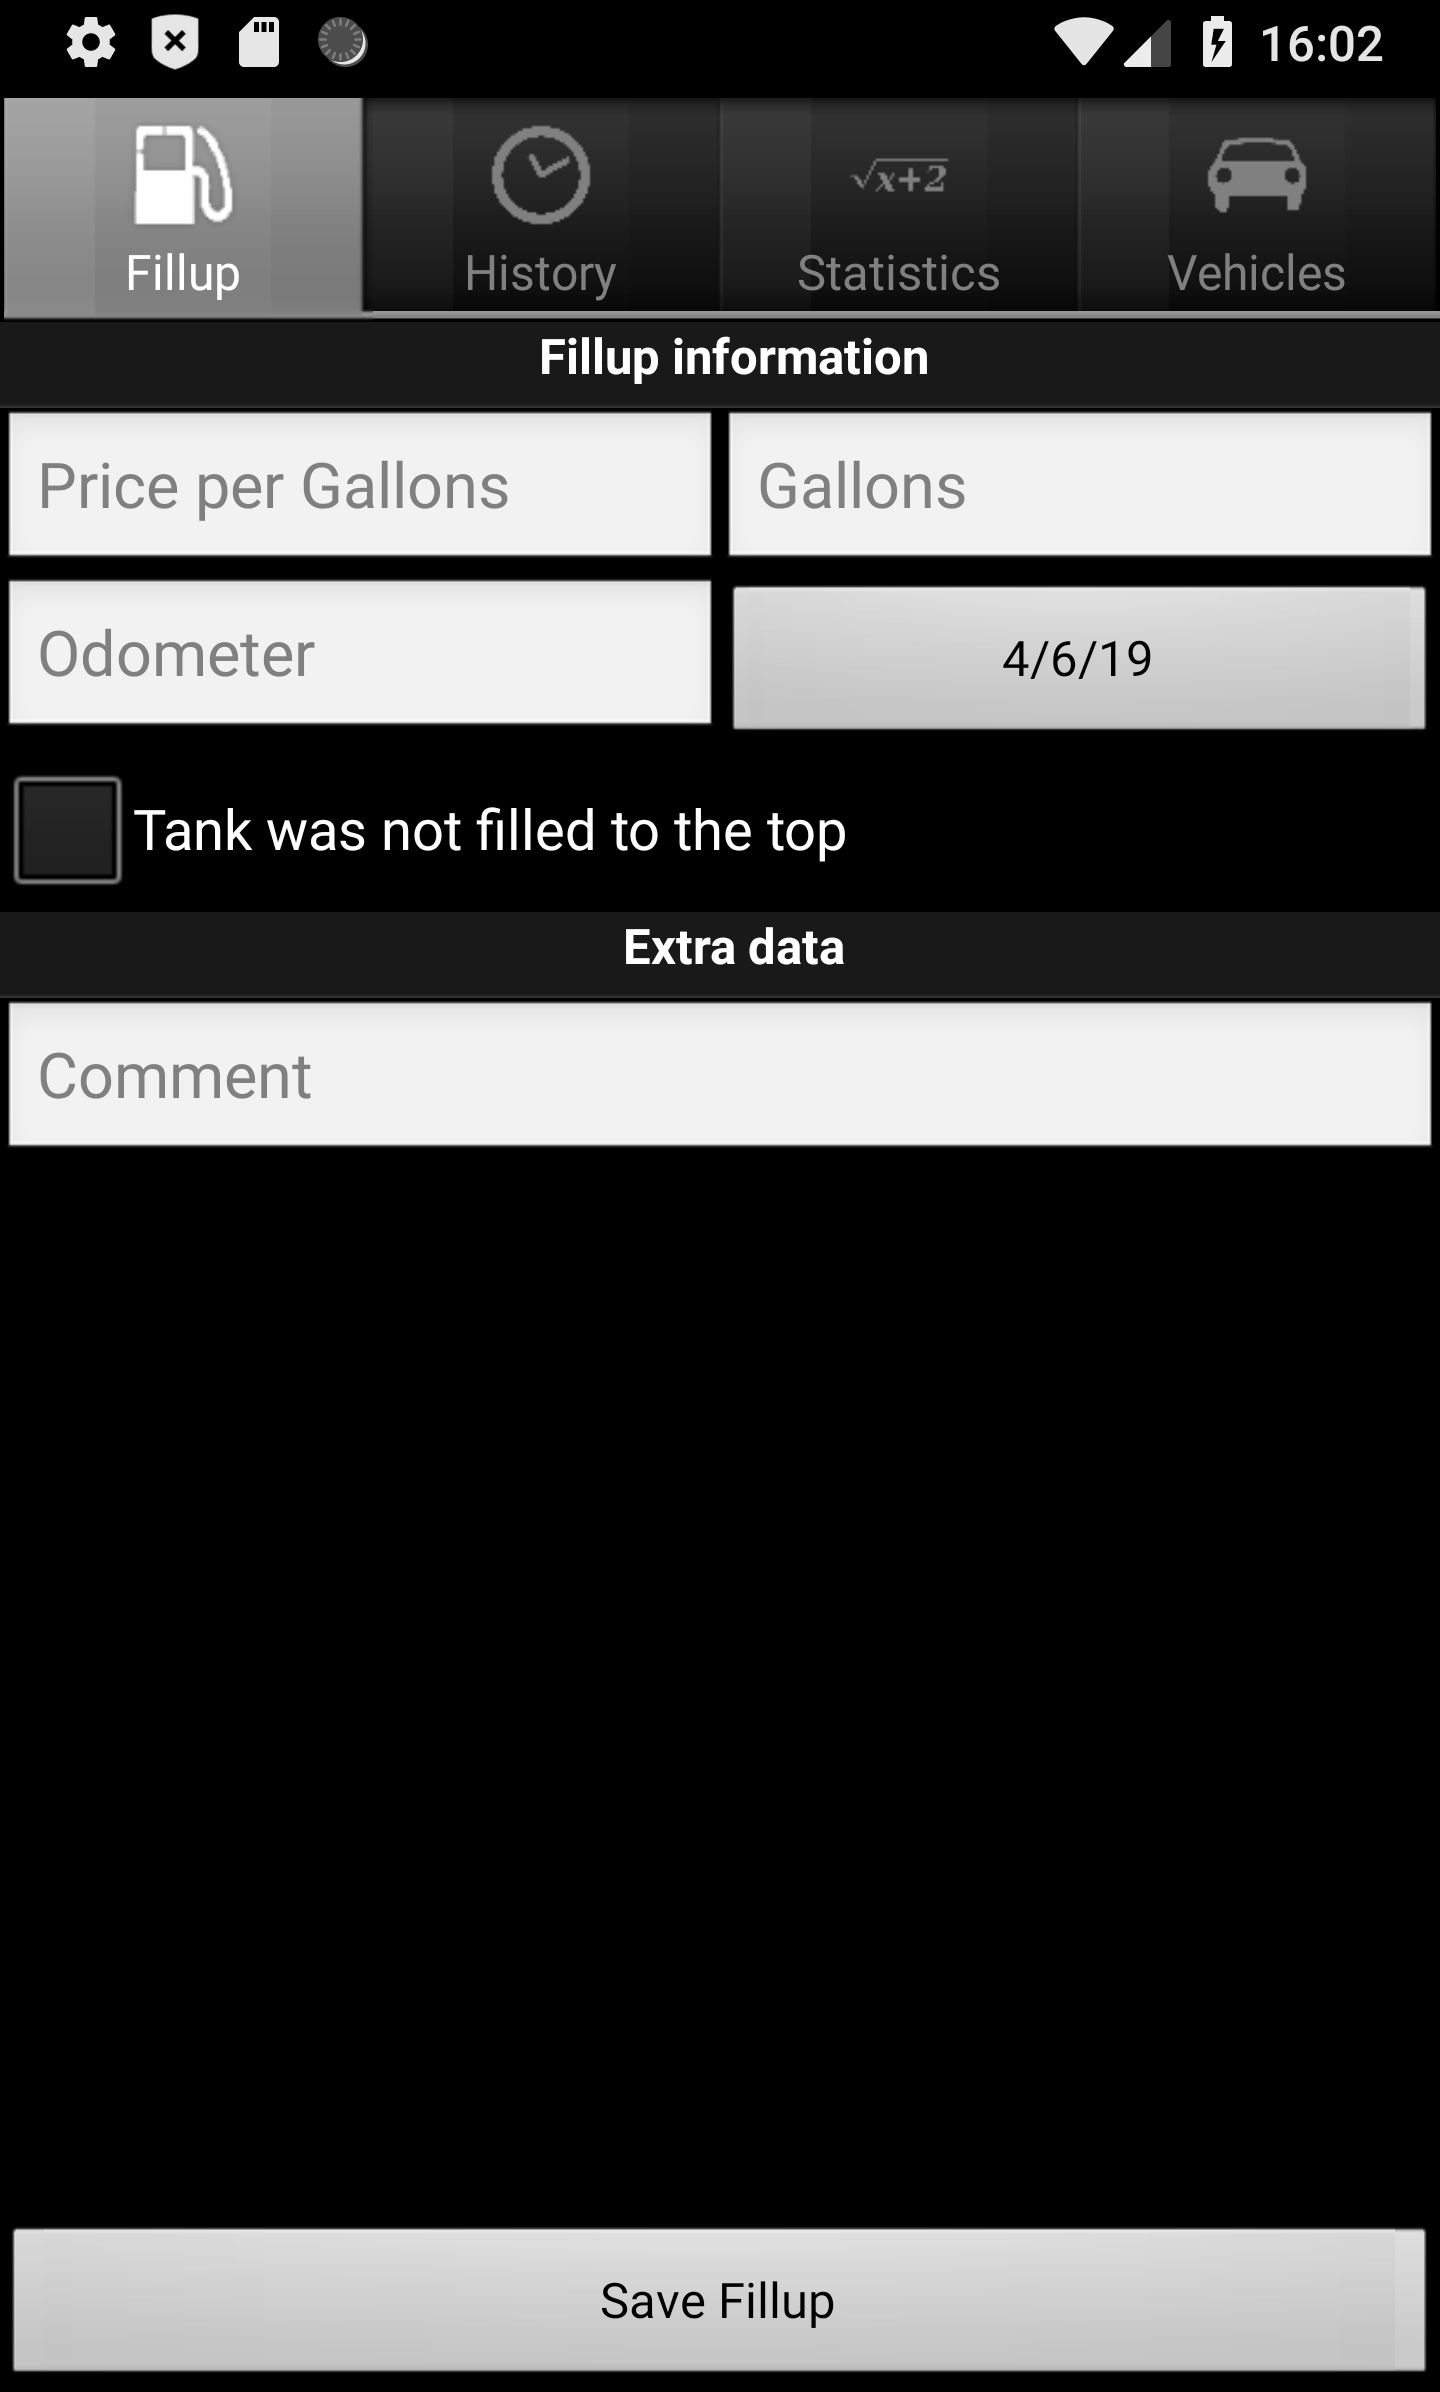 16:02
√x+2
Fillup
History
Statistics
Vehicles
Fillup information
Price per Gallons
Gallons
Odometer
4/6/19
Tank was not filled to the top
Extra data
Comment
Save Fillup